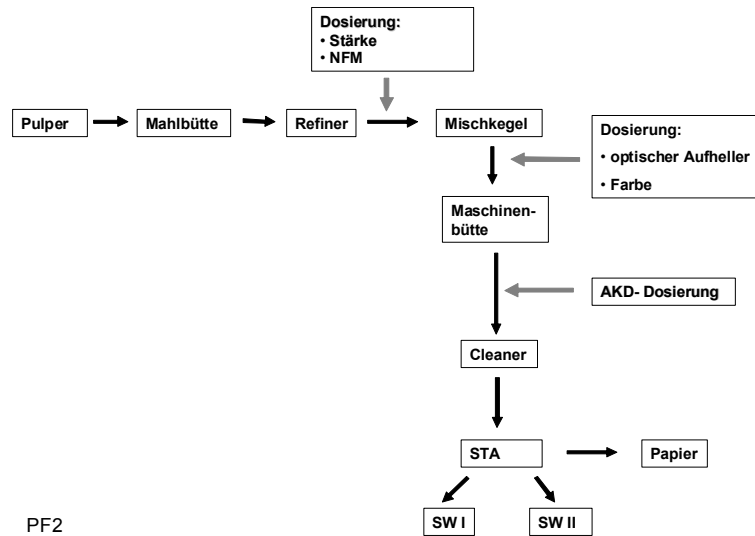 Dosierung:
• Stärke
• NFM
Pulper
Mahlbütte
Refiner
Mischkegel
Dosierung:
• optischer Aufheller
• Farbe
Maschinen-
bütte
AKD- Dosierung
Cleaner
STA
Papier
SW I
SW II
PF2